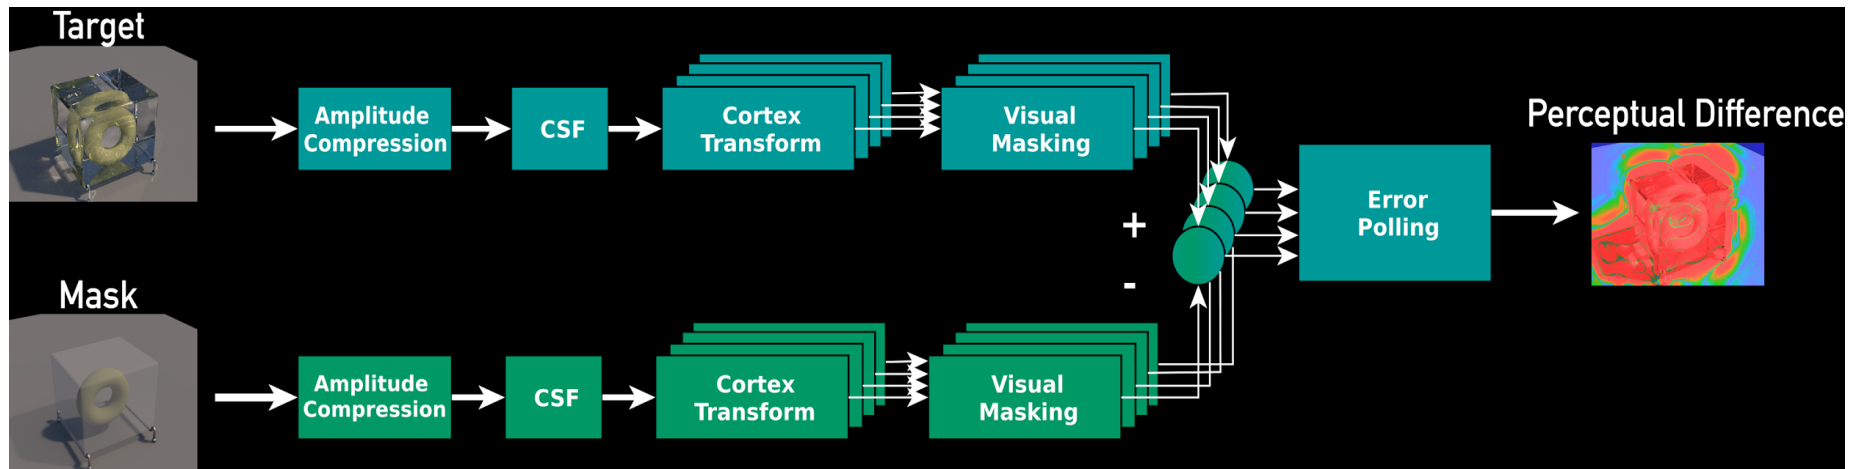 Target
Amplitude
Compression
CSF
Cortex
Transform
Visual
Masking
+
-
Error
Polling
Perceptual Difference
Mask
Amplitude
Compression
CSF
Cortex
Transform
Visual
Masking